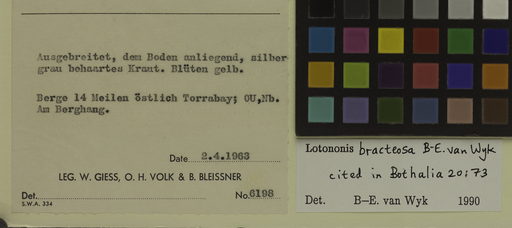 Ausgebreitet, dem Boden anliegend, silber-
grau behaartes Kraut. Blüten gelb.
Berge 14 Meilen östlich Torrabay; OU,Nb.
Am Berghang.
Date 2.4.1963
LEG. W. GIESS, O. H. VOLK & B. BLEISSNER
Det. No. 6198
S.W.A. 334
Lotononis bracteosa B-E. van Wyk
cited in Bothalia 20:73
Det. B–E. van Wyk 1990